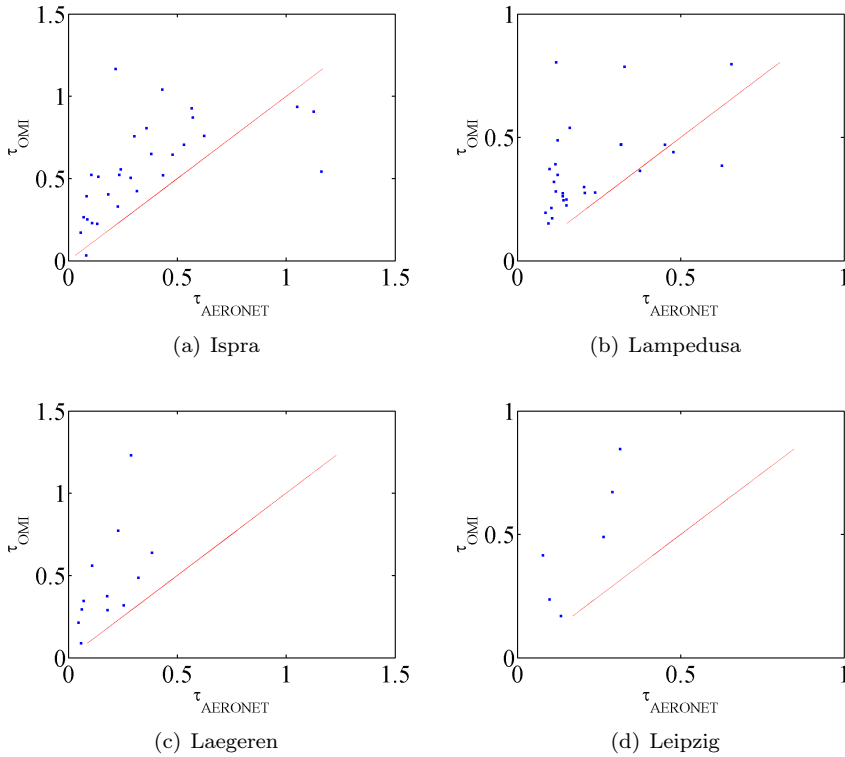 1.5
1
0.5
0
0 0.5 1 1.5
τOMI
τAERONET
(a) Ispra
1
0.5
0
0 0.5 1
τOMI
τAERONET
(b) Lampedusa
1.5
1
0.5
0
0 0.5 1 1.5
τOMI
τAERONET
(c) Laegeren
1
0.5
0
0 0.5 1
τOMI
τAERONET
(d) Leipzig